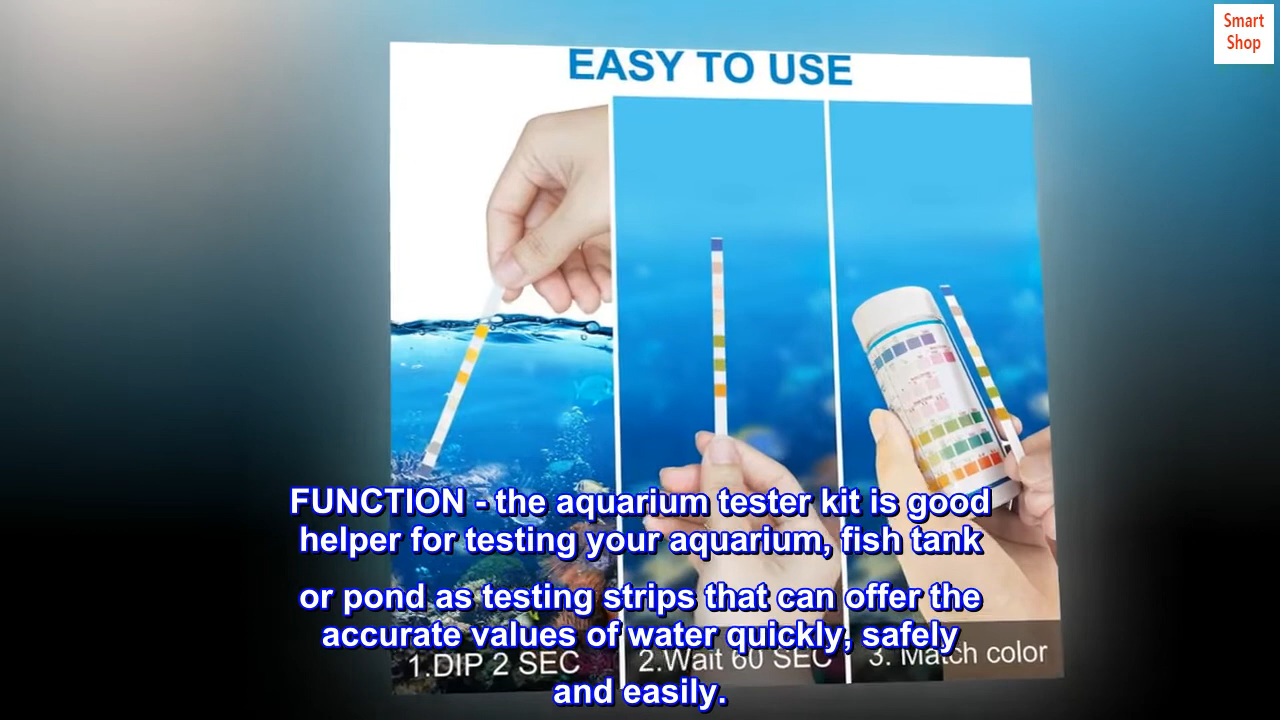 Smart
Shop
EASY TO USE
FUNCTION - the aquarium tester kit is good
helper for testing your aquarium, fish tank
or pond as testing strips that can offer the
accurate values of water quickly, safely
1.DIP 2 SEC
2.Wait 60 SEC
3. Match color
and easily.